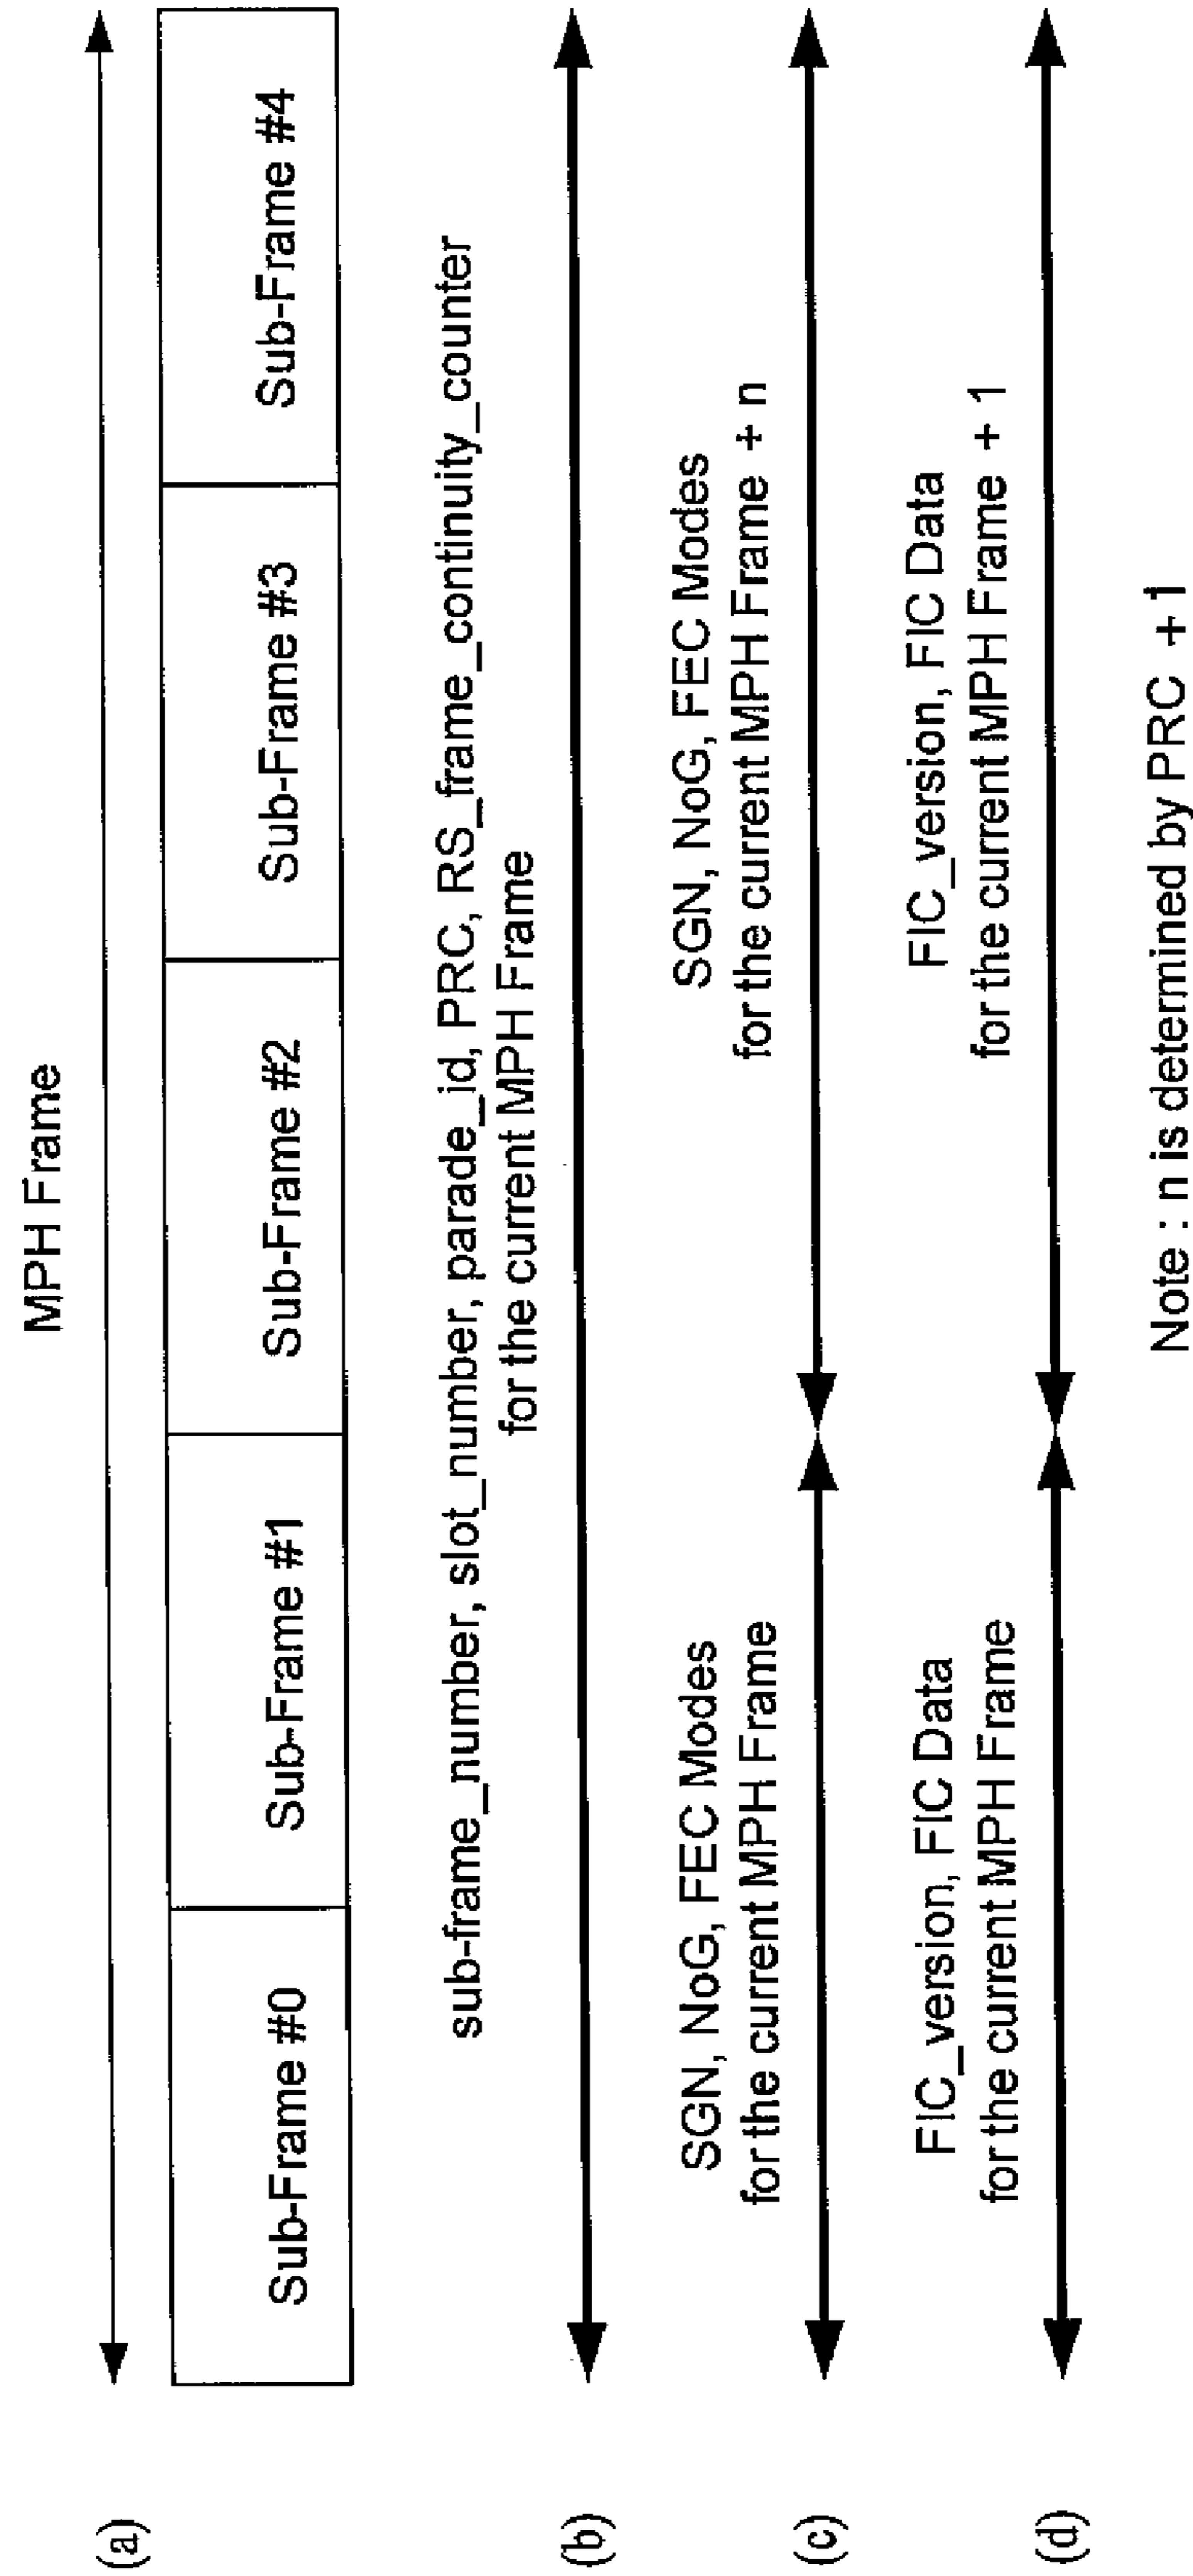 MPH Frame
(a)
Sub-Frame #0
Sub-Frame #1
Sub-Frame #2
Sub-Frame #3
Sub-Frame #4
sub-frame_number, slot_number, parade_id, PRC, RS_frame_continuity_counter
for the current MPH Frame
(b)
SGN, NoG, FEC Modes
for the current MPH Frame
SGN, NoG, FEC Modes
for the current MPH Frame + n
(c)
FIC_version, FIC Data
for the current MPH Frame
FIC_version, FIC Data
for the current MPH Frame + 1
(d)
Note : n is determined by PRC +1